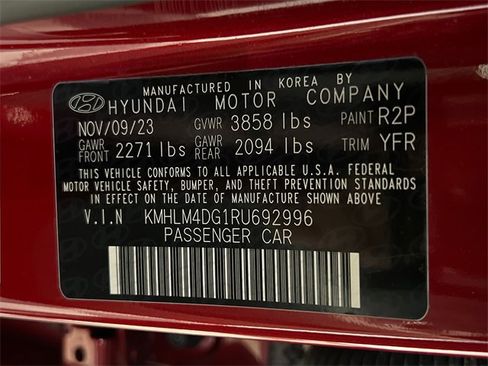 MANUFACTURED IN KOREA BY
HYUNDAI MOTOR COMPANY
NOV/09/23 GVWR 3858 lbs PAINT R2P
GAWR FRONT 2271 lbs GAWR REAR 2094 lbs TRIM YFR
THIS VEHICLE CONFORMS TO ALL APPLICABLE U.S.A. FEDERAL
MOTOR VEHICLE SAFETY, BUMPER, AND THEFT PREVENTION STANDARDS
IN EFFECT ON THE DATE OF MANUFACTURE SHOWN ABOVE.
V.I.N KMHLM4DG1RU692996
PASSENGER CAR